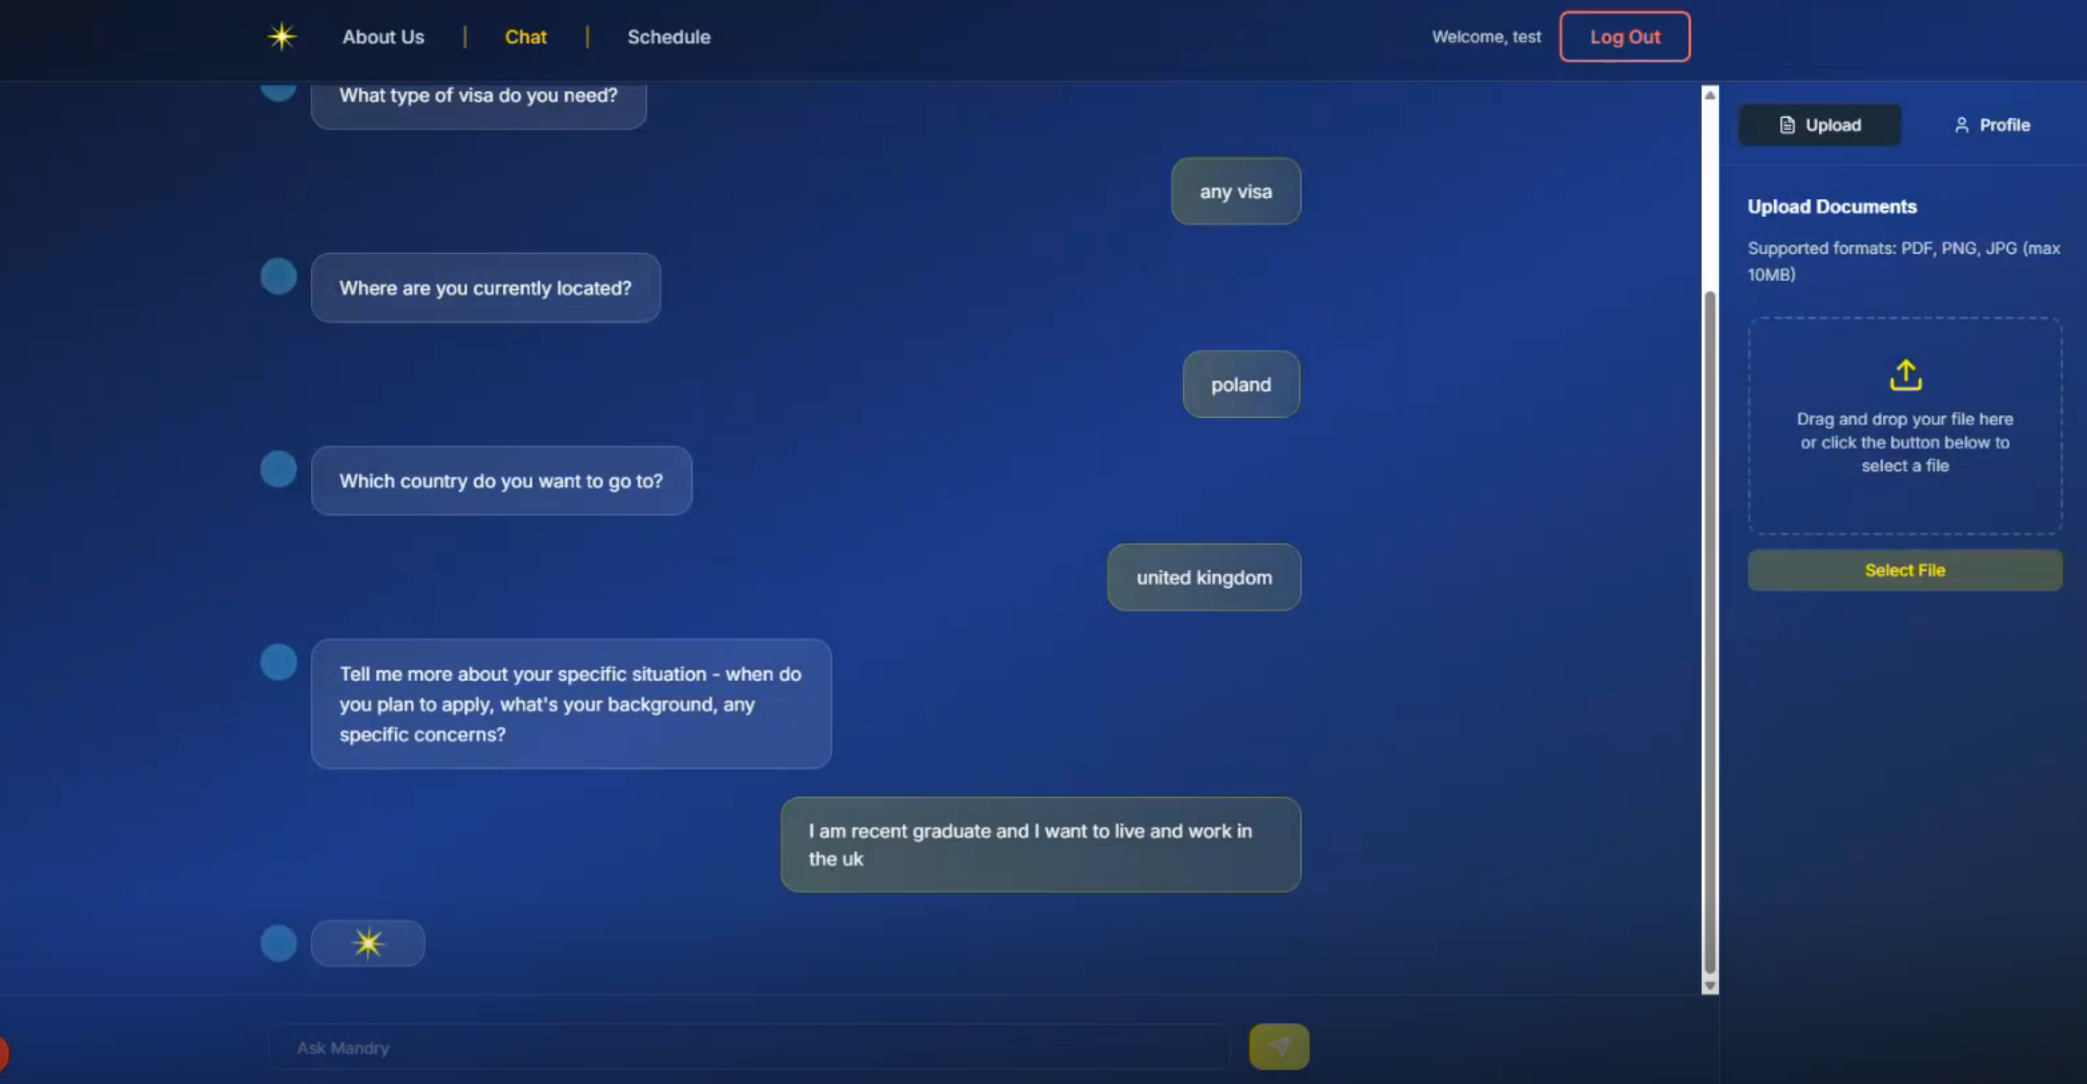 About Us | Chat | Schedule
Welcome, test
Log Out
What type of visa do you need?
any visa
Where are you currently located?
poland
Which country do you want to go to?
united kingdom
Tell me more about your specific situation - when do
you plan to apply, what's your background, any
specific concerns?
I am recent graduate and I want to live and work in
the uk
Ask Mandry
Upload
Profile
Upload Documents
Supported formats: PDF, PNG, JPG (max
10MB)
Drag and drop your file here
or click the button below to
select a file
Select File